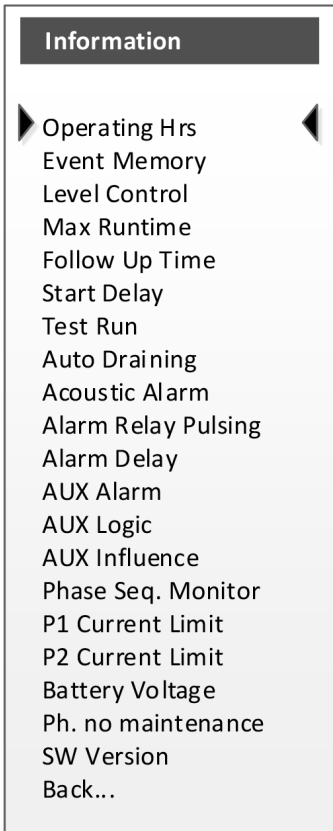 Information
Operating Hrs
Event Memory
Level Control
Max Runtime
Follow Up Time
Start Delay
Test Run
Auto Draining
Acoustic Alarm
Alarm Relay Pulsing
Alarm Delay
AUX Alarm
AUX Logic
AUX Influence
Phase Seq. Monitor
P1 Current Limit
P2 Current Limit
Battery Voltage
Ph. no maintenance
SW Version
Back...